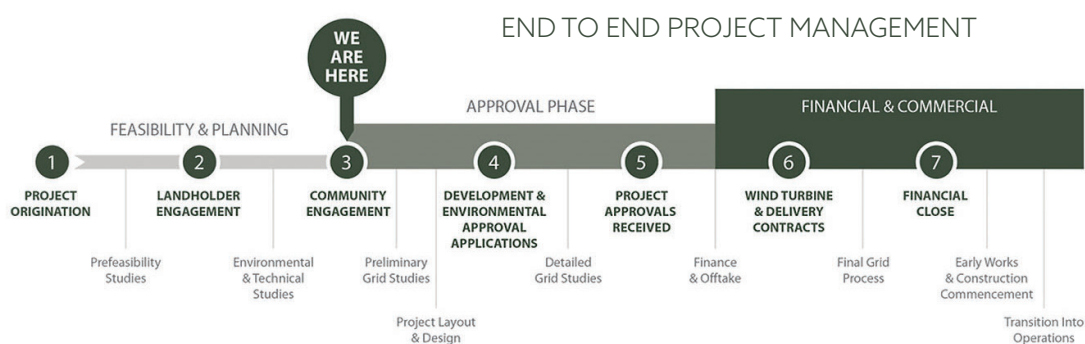 END TO END PROJECT MANAGEMENT
WE
ARE
HERE
FEASIBILITY & PLANNING
APPROVAL PHASE
FINANCIAL & COMMERCIAL
1
2
3
4
5
6
7
PROJECT
ORIGINATION
LANDHOLDER
ENGAGEMENT
COMMUNITY
ENGAGEMENT
DEVELOPMENT &
ENVIRONMENTAL
APPROVAL
APPLICATIONS
PROJECT
APPROVALS
RECEIVED
WIND TURBINE
& DELIVERY
CONTRACTS
FINANCIAL
CLOSE
Prefeasibility
Studies
Environmental
& Technical
Studies
Preliminary
Grid Studies
Project Layout
& Design
Detailed
Grid Studies
Finance
& Offtake
Final Grid
Process
Early Works
& Construction
Commencement
Transition Into
Operations